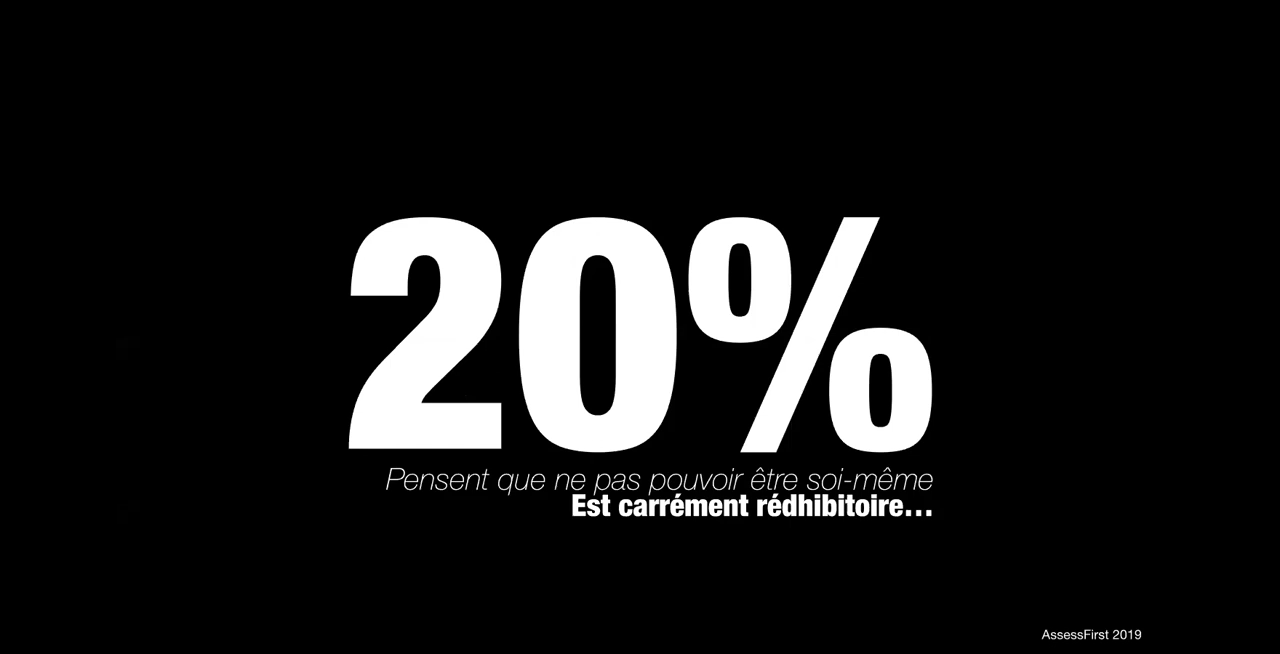 20%
Pensent que ne pas pouvoir être soi-même
Est carrément rédhibitoire...
AssessFirst 2019